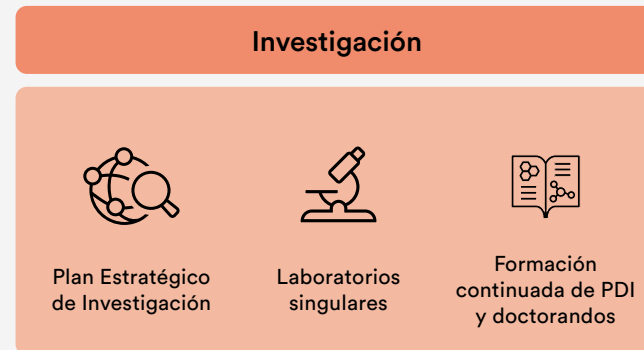 Investigación
Plan Estratégico
de Investigación
Laboratorios
singulares
Formación
continuada de PDI
y doctorandos